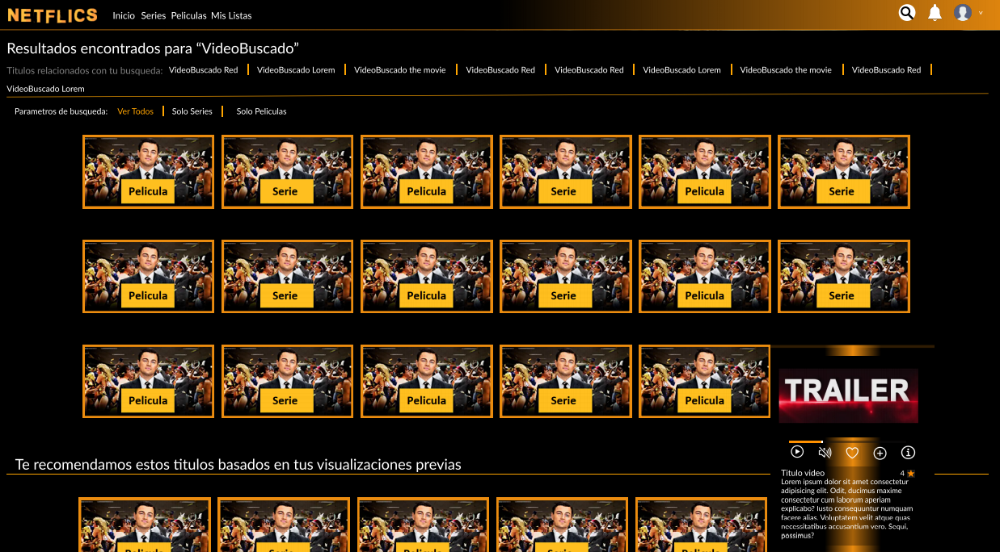 NETFLICS
Inicio Series Peliculas Mis Listas
Resultados encontrados para “VideoBuscado”
Titulos relacionados con tu busqueda: VideoBuscado Red VideoBuscado Lorem VideoBuscado the movie VideoBuscado Red VideoBuscado Red VideoBuscado Lorem VideoBuscado the movie VideoBuscado Red
VideoBuscado Lorem
Parametros de busqueda: Ver Todos Solo Series Solo Peliculas
Pelicula Serie Pelicula Serie Pelicula Serie
Pelicula Serie Pelicula Serie Pelicula Serie
Pelicula Serie Pelicula Serie Pelicula
TRAILER
Te recomendamos estos titulos basados en tus visualizaciones previas
Titulo video 4
Lorem ipsum dolor sit amet consectetur
adipisicing elit. Odit, ducimus maxime
consectetur cum laborum aperiam
explicabo? Iusto consequuntur numquam
facere alias. Voluptatem velit atque quas
necessitatibus accusantium vero. Sequi,
possimus?
Pelicula Serie Pelicula Serie Pelicula